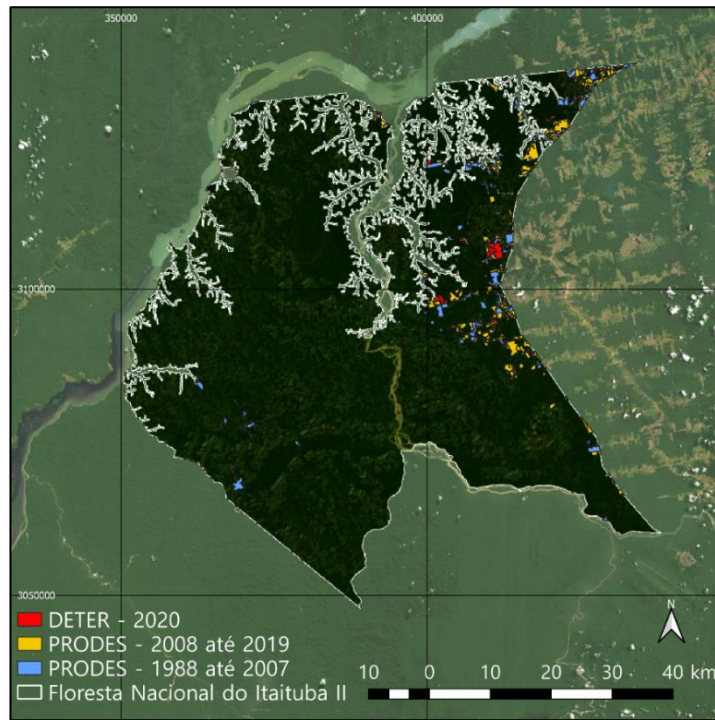 350000 400000
3100000
3050000
DETER - 2020
PRODES - 2008 até 2019
PRODES - 1988 até 2007
Floresta Nacional do Itaituba II
N
10 0 10 20 30 40 km